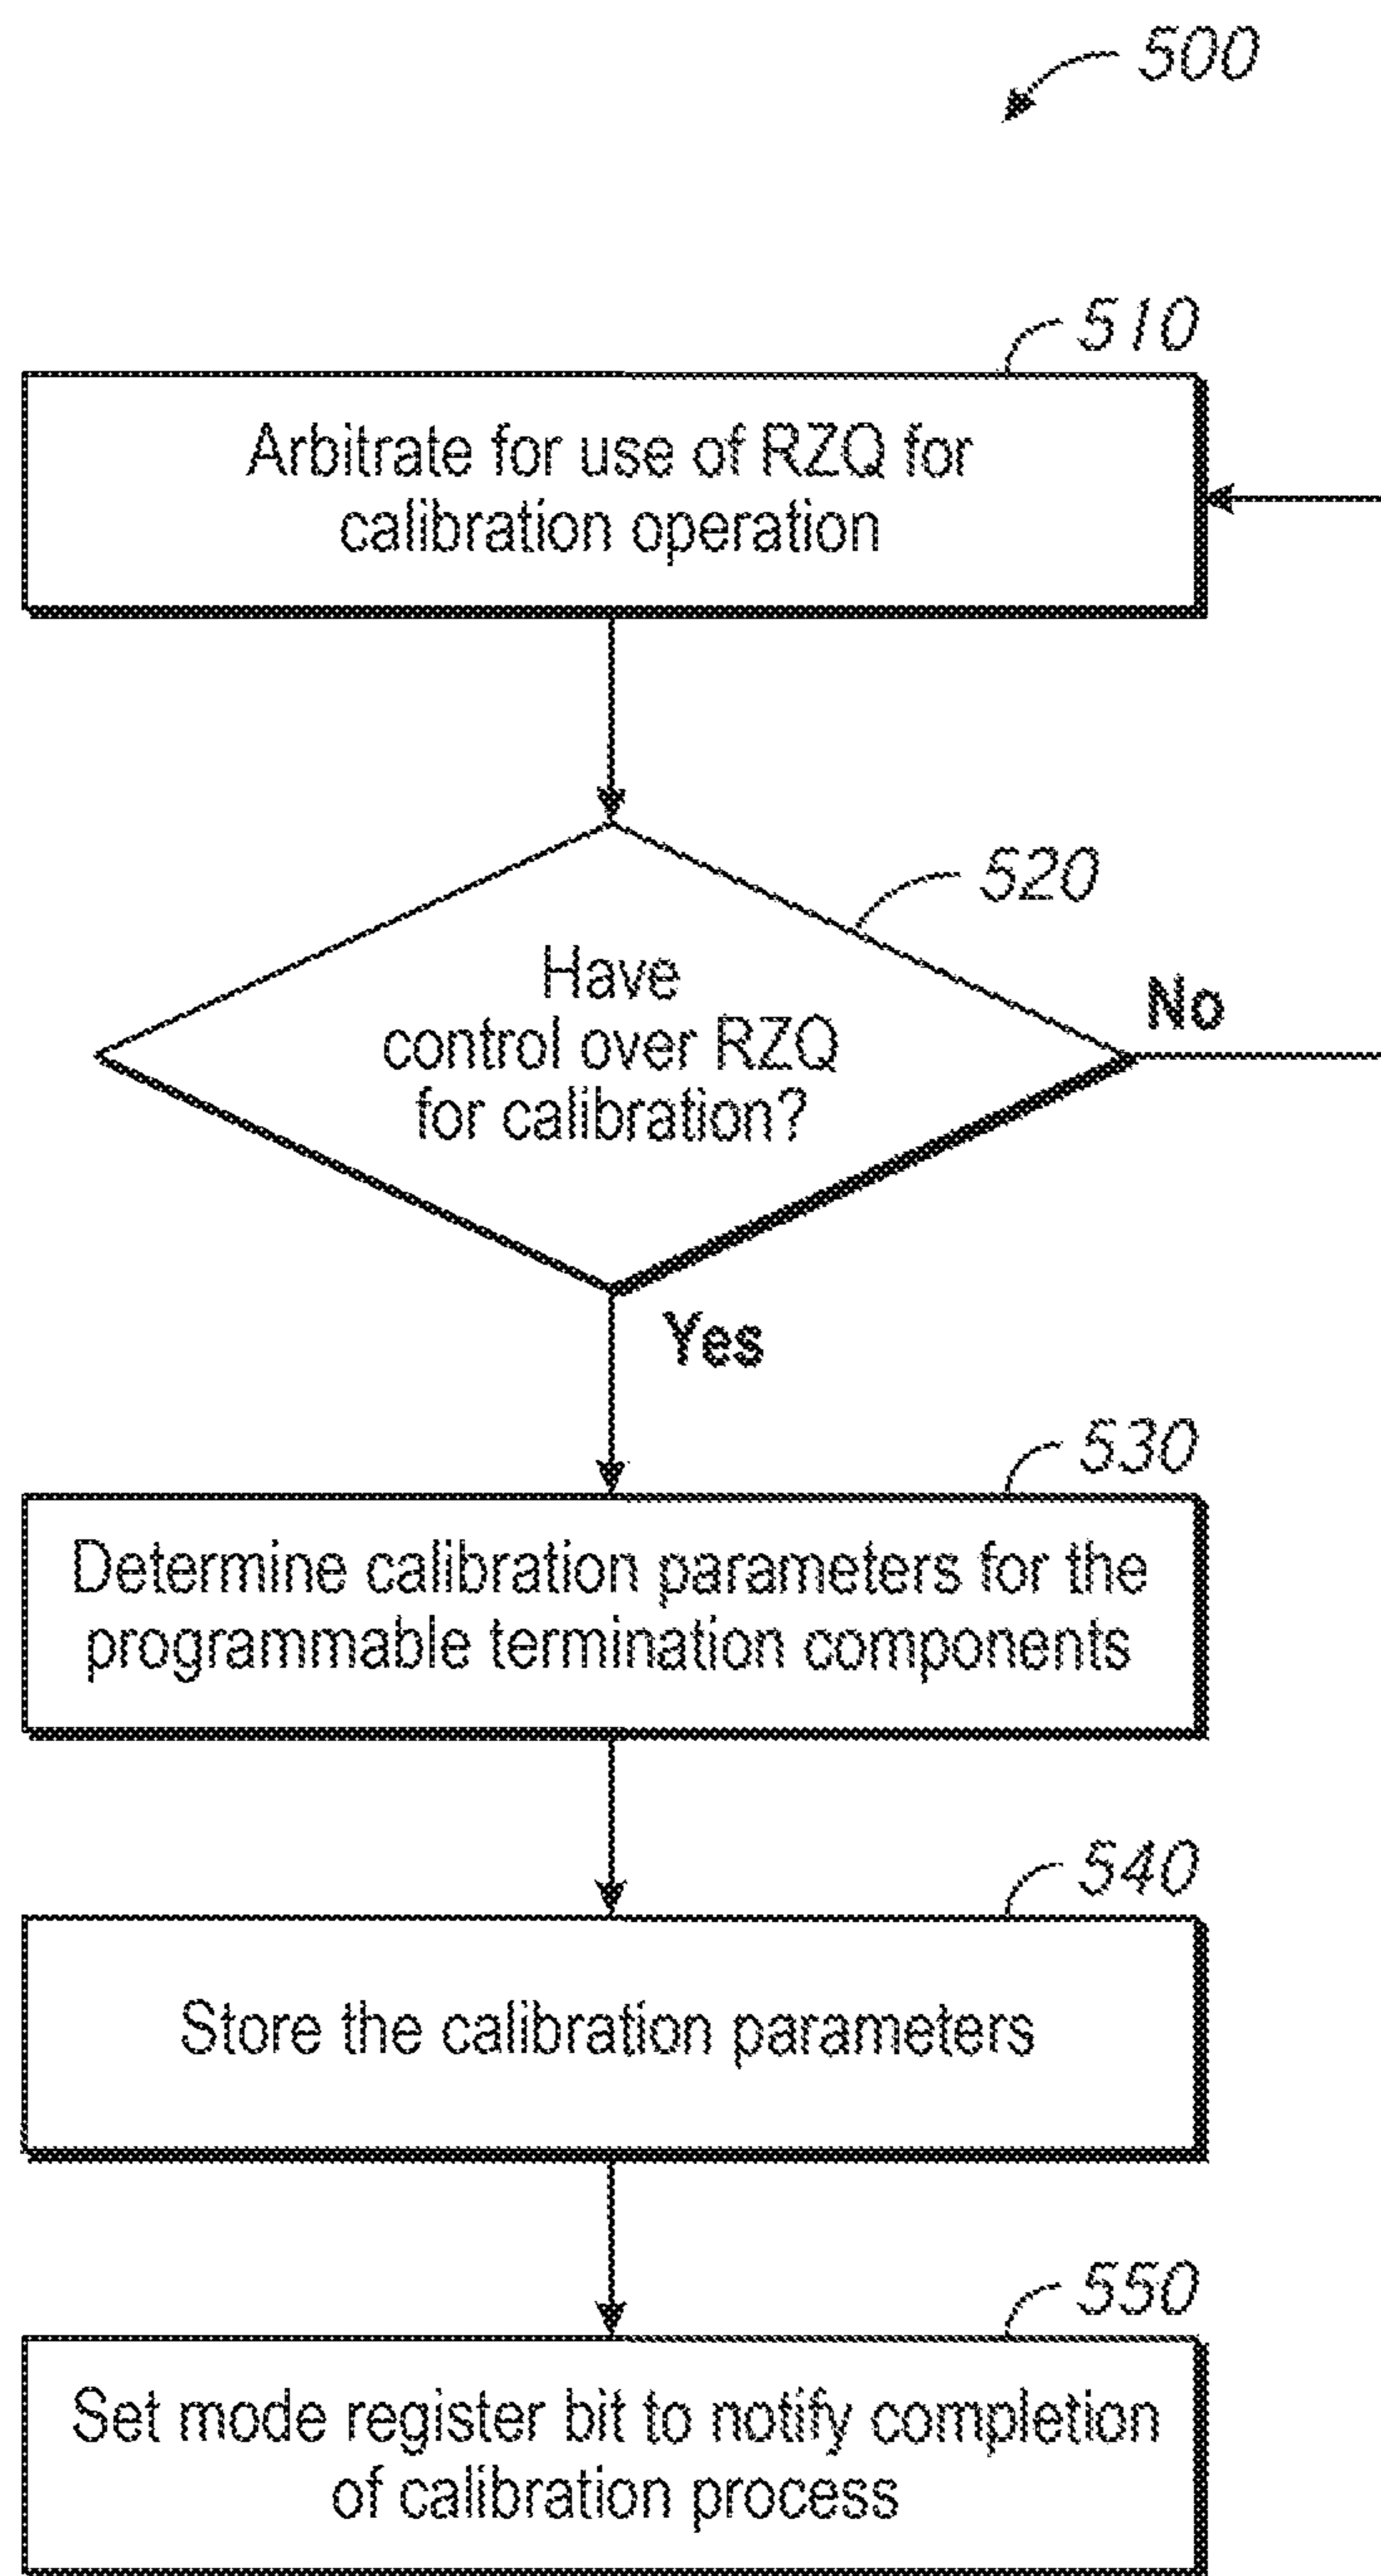 500
510
Arbitrate for use of RZQ for
calibration operation
520
Have
control over RZQ
for calibration?
No
Yes
530
Determine calibration parameters for the
programmable termination components
540
Store the calibration parameters
550
Set mode register bit to notify completion
of calibration process